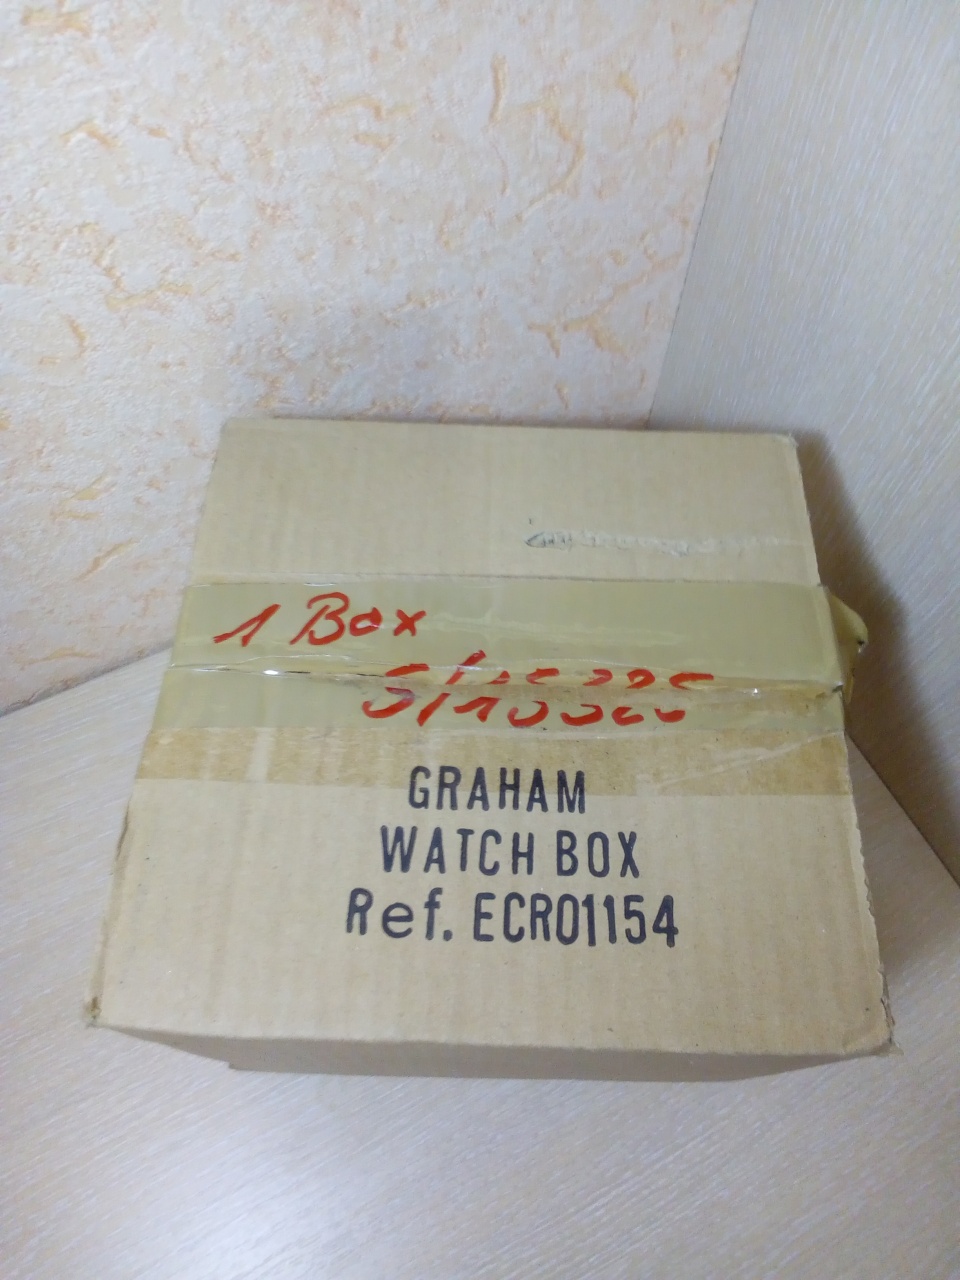 1 Box
GRAHAM
WATCH BOX
Ref. ECR01154